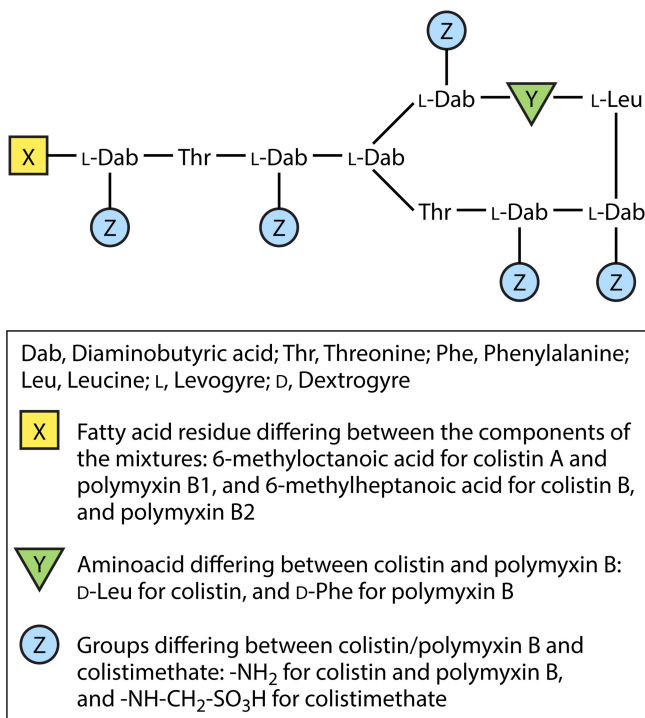 Z
L-Dab Y L-Leu
X L-Dab Thr L-Dab L-Dab
Z Z
Thr L-Dab L-Dab
Z Z
Dab, Diaminobutyric acid; Thr, Threonine; Phe, Phenylalanine;
Leu, Leucine; L, Levogyre; D, Dextrogyre
X Fatty acid residue differing between the components of
the mixtures: 6-methyloctanoic acid for colistin A and
polymyxin B1, and 6-methylheptanoic acid for colistin B,
and polymyxin B2
Y Aminoacid differing between colistin and polymyxin B:
D-Leu for colistin, and D-Phe for polymyxin B
Z Groups differing between colistin/polymyxin B and
colistimethate: -NH₂ for colistin and polymyxin B,
and -NH-CH₂-SO₃H for colistimethate